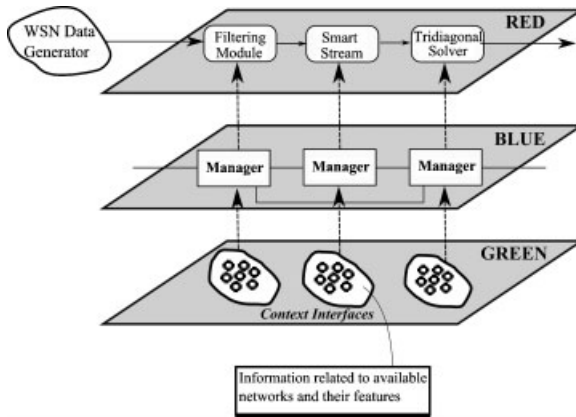 RED
WSN Data
Generator
Filtering
Module
Smart
Stream
Tridiagonal
Solver
BLUE
Manager
Manager
Manager
GREEN
Context Interfaces
Information related to available
networks and their features